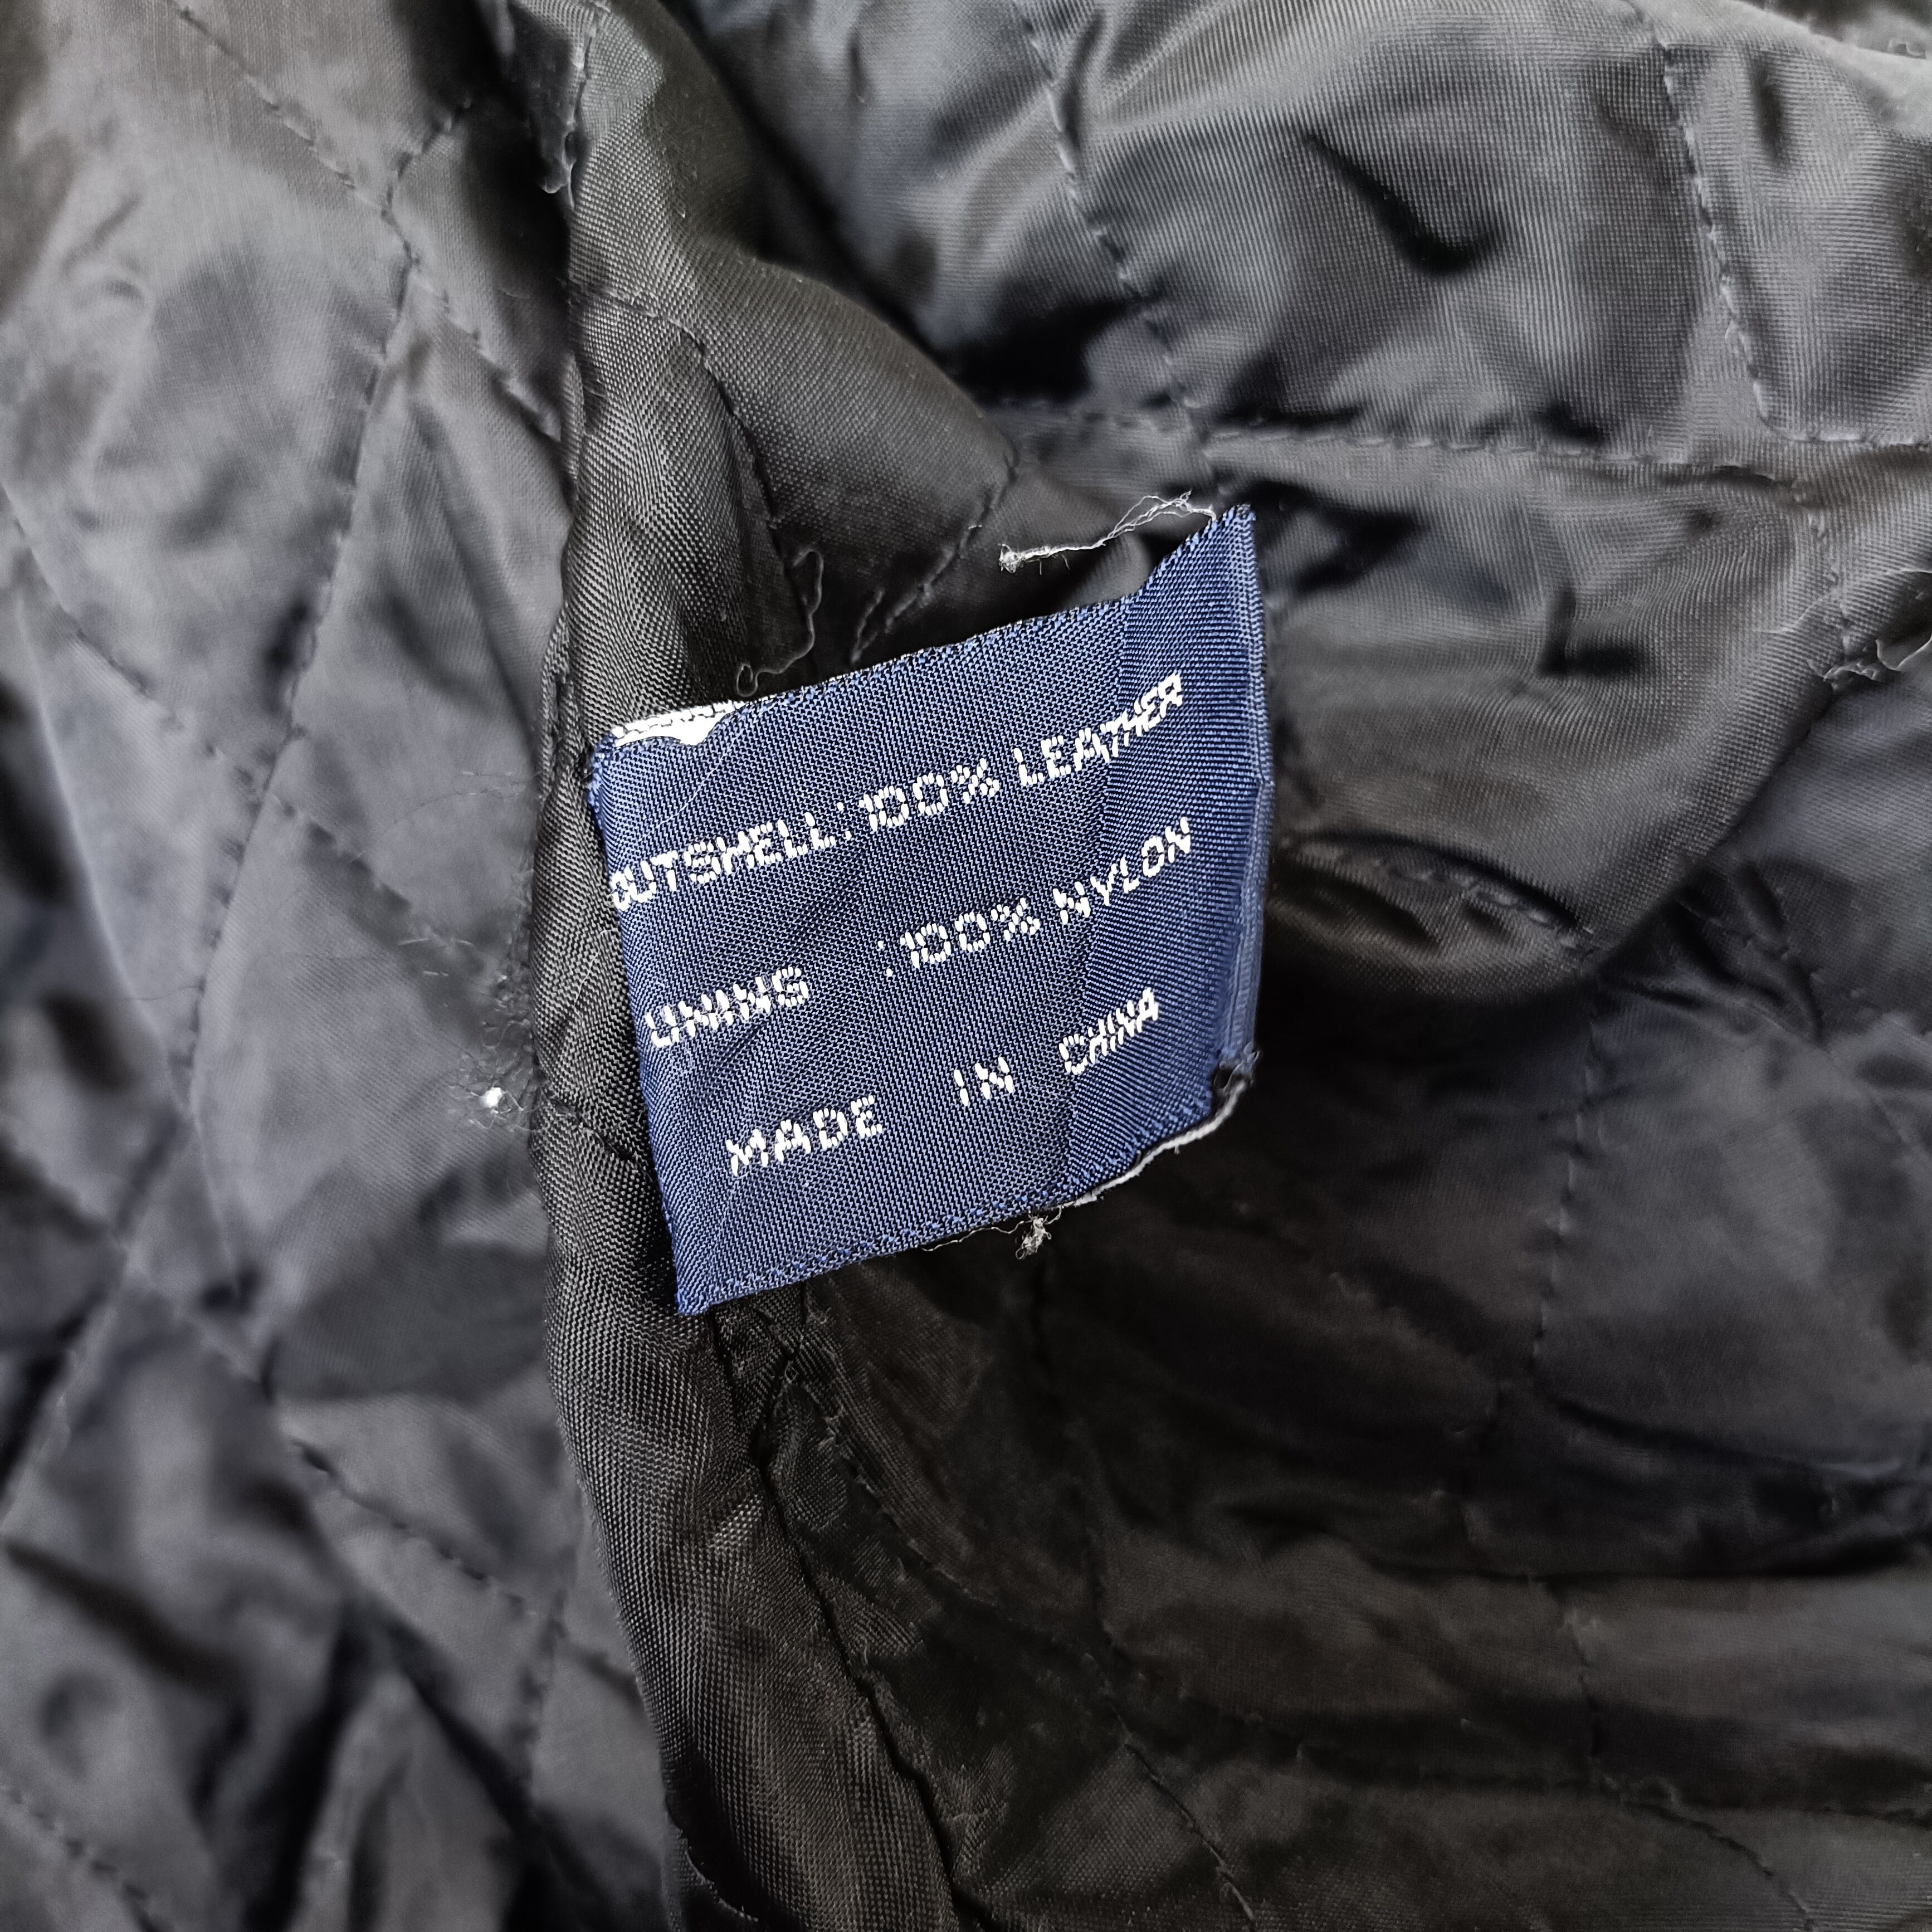 OUTSHELL:100% LEATHER
LINING :100% NYLON
MADE IN CHINA